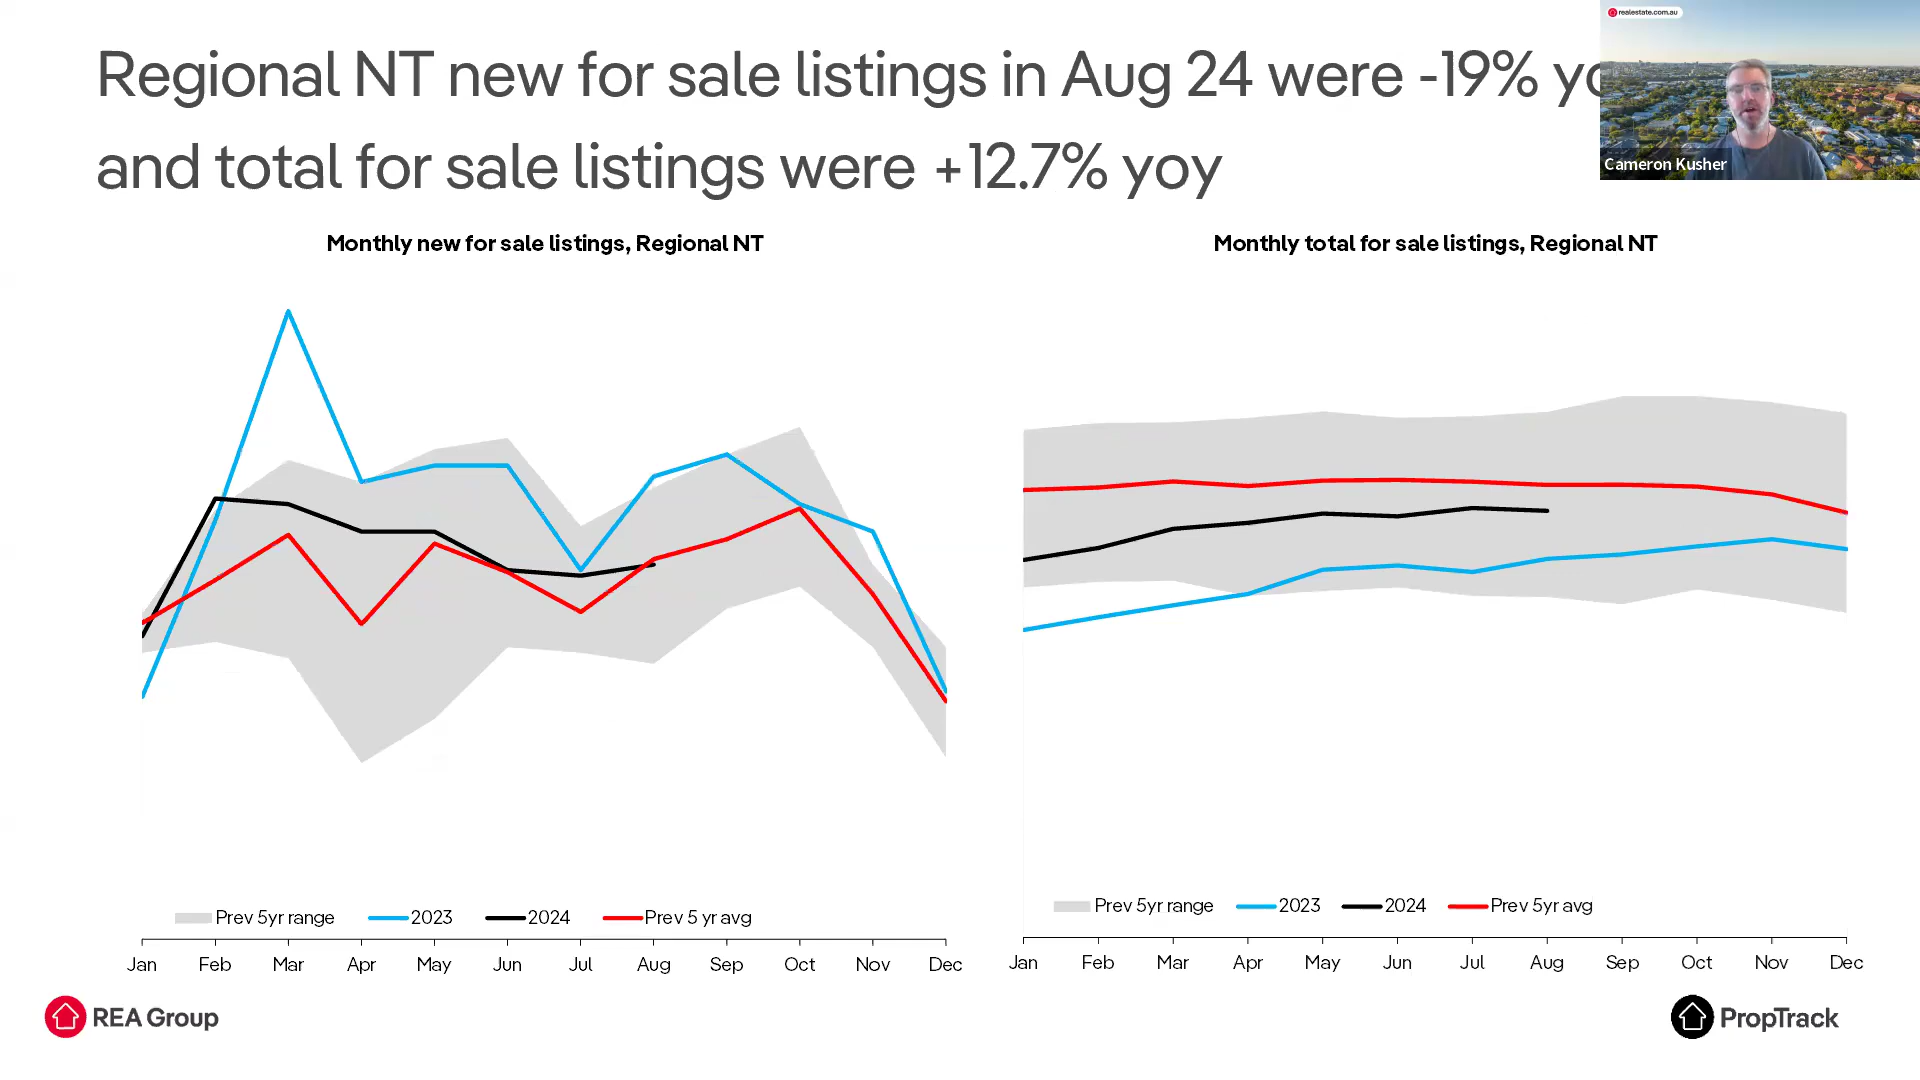 Regional NT new for sale listings in Aug 24 were -19% yo
and total for sale listings were +12.7% yoy
realestate.com.au
Cameron Kusher
Monthly new for sale listings, Regional NT
Prev 5yr range
2023
2024
Prev 5 yr avg
Jan Feb Mar Apr May Jun Jul Aug Sep Oct Nov Dec
Monthly total for sale listings, Regional NT
Prev 5yr range
2023
2024
Prev 5yr avg
Jan Feb Mar Apr May Jun Jul Aug Sep Oct Nov Dec
REA Group
PropTrack